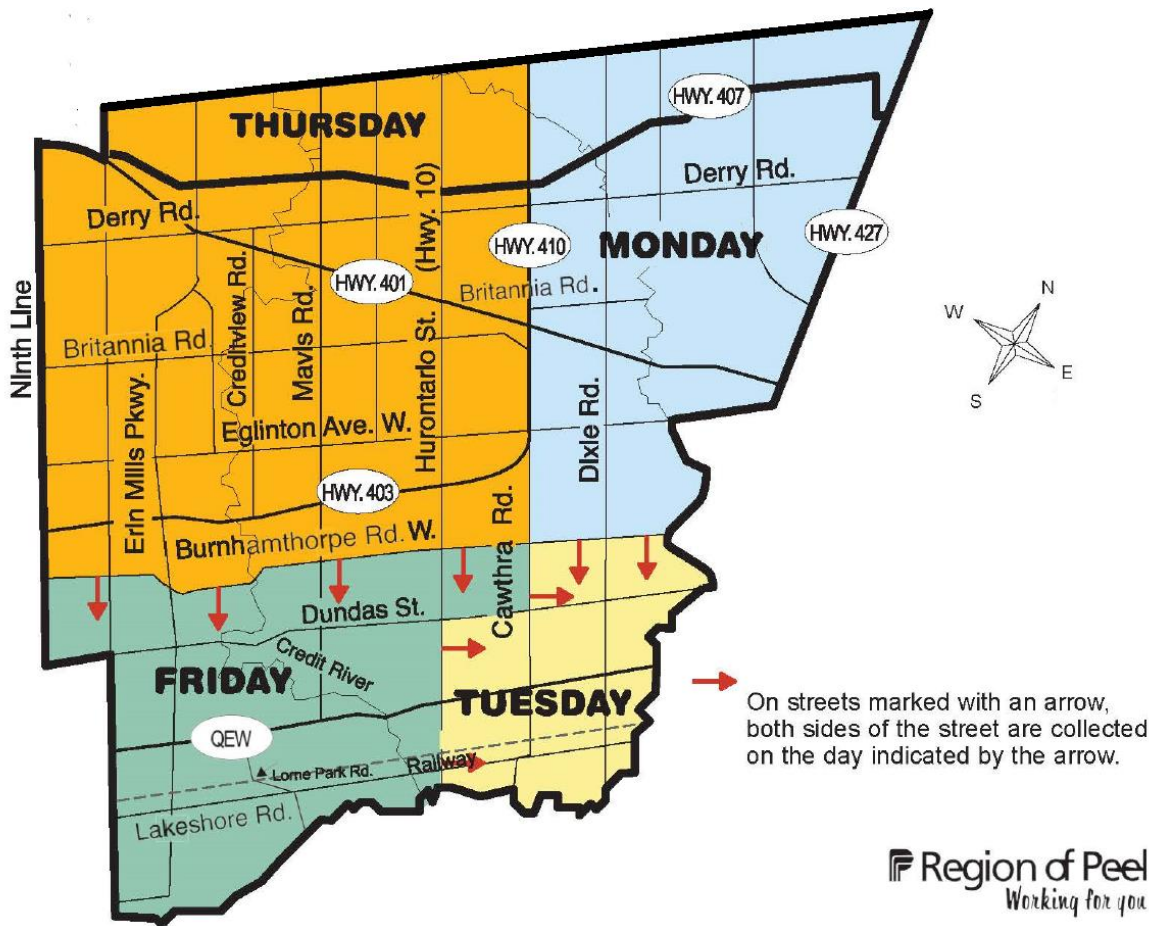 HWY. 407
THURSDAY
Derry Rd.
Derry Rd.
(Hwy. 10)
HWY. 410
MONDAY
HWY. 427
HWY. 401
Britannia Rd.
N
W
E
S
Ninth Line
Britannia Rd.
Creditview Rd.
Mavis Rd.
Hurontario St.
Erin Mills Pkwy.
Eglinton Ave. W.
Dixie Rd.
HWY. 403
Burnhamthorpe Rd. W.
Cawthra Rd.
Dundas St.
Credit River
FRIDAY
TUESDAY
On streets marked with an arrow,
both sides of the street are collected
on the day indicated by the arrow.
QEW
Lorne Park Rd.
Railway
Lakeshore Rd.
Region of Peel
Working for you